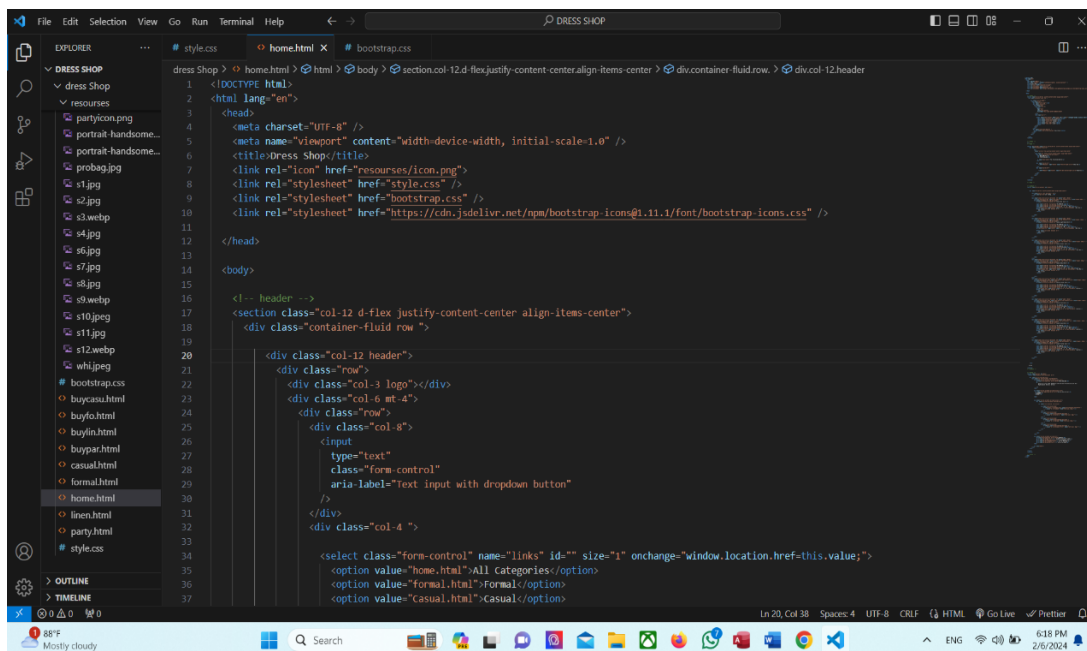 File Edit Selection View Go Run Terminal Help
DRESS SHOP
EXPLORER
# style.css
home.html
# bootstrap.css
DRESS SHOP
dress Shop > home.html > html > body > section.col-12.d-flex.justify-content-center.align-items-center > div.container-fluid.row. > div.col-12.header
dress Shop
resourses
partyicon.png
portrait-handsome...
portrait-handsome...
probag.jpg
s1.jpg
s2.jpg
s3.webp
s4.jpg
s6.jpg
s7.jpg
s8.jpg
s9.webp
s10.jpeg
s11.jpg
s12.webp
whi.jpeg
# bootstrap.css
buycasu.html
buyfo.html
buylin.html
buypar.html
casual.html
formal.html
home.html
linen.html
party.html
# style.css
OUTLINE
TIMELINE
1 <!DOCTYPE html>
2 <html lang="en">
3 <head>
4 <meta charset="UTF-8" />
5 <meta name="viewport" content="width=device-width, initial-scale=1.0" />
6 <title>Dress Shop</title>
7 <link rel="icon" href="resourses/icon.png">
8 <link rel="stylesheet" href="style.css" />
9 <link rel="stylesheet" href="bootstrap.css" />
10 <link rel="stylesheet" href="https://cdn.jsdelivr.net/npm/bootstrap-icons@1.11.1/font/bootstrap-icons.css" />
11
12 </head>
13
14 <body>
15
16 <!-- header -->
17 <section class="col-12 d-flex justify-content-center align-items-center">
18 <div class="container-fluid row ">
19
20 <div class="col-12 header">
21 <div class="row">
22 <div class="col-3 logo"></div>
23 <div class="col-6 mt-4">
24 <div class="row">
25 <div class="col-8">
26 <input
27 type="text"
28 class="form-control"
29 aria-label="Text input with dropdown button"
30 />
31 </div>
32 <div class="col-4 ">
33
34 <select class="form-control" name="links" id="" size="1" onchange="window.location.href=this.value;">
35 <option value="home.html">All Categories</option>
36 <option value="formal.html">Formal</option>
37 <option value="Casual.html">Casual</option>
0 0 0
Ln 20, Col 38 Spaces: 4 UTF-8 CRLF HTML Go Live Prettier
1
88°F
Mostly cloudy
Search
ENG
6:18 PM
2/6/2024